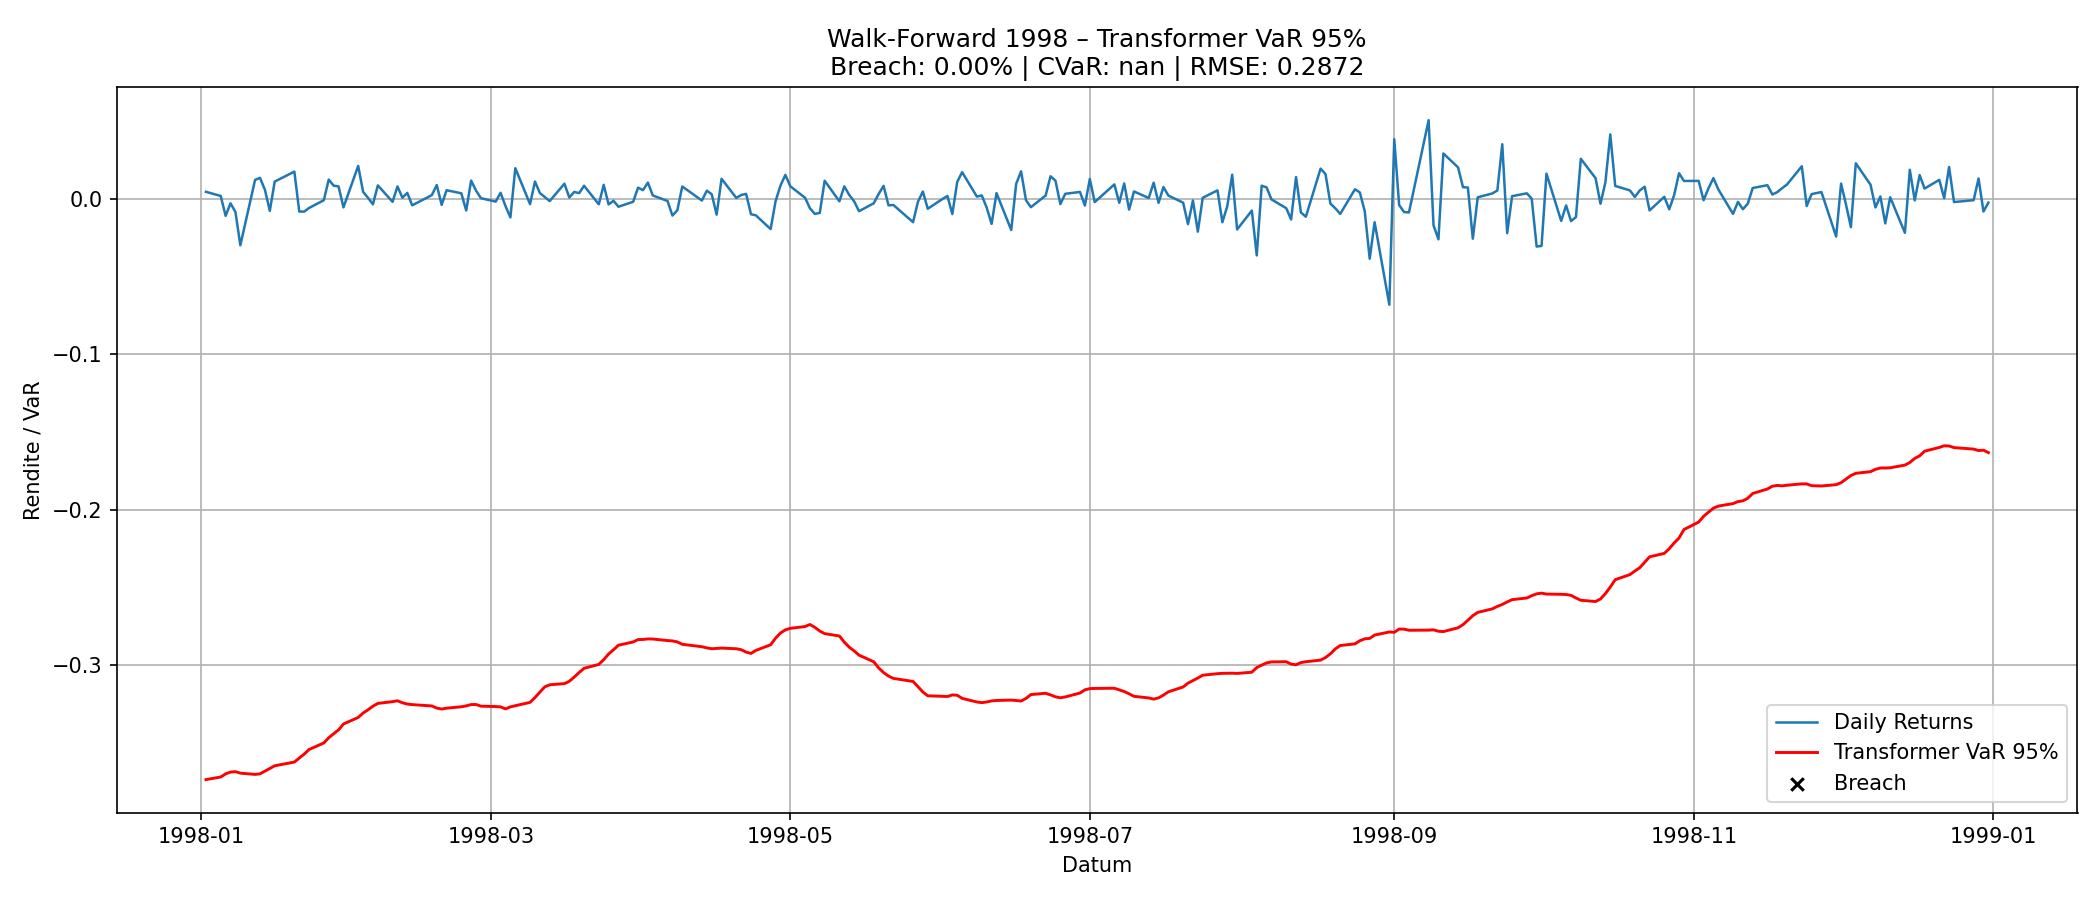 Walk-Forward 1998 – Transformer VaR 95%
Breach: 0.00% | CVaR: nan | RMSE: 0.2872
Rendite / VaR
0.0
−0.1
−0.2
−0.3
Daily Returns
Transformer VaR 95%
Breach
1998-01
1998-03
1998-05
1998-07
1998-09
1998-11
1999-01
Datum